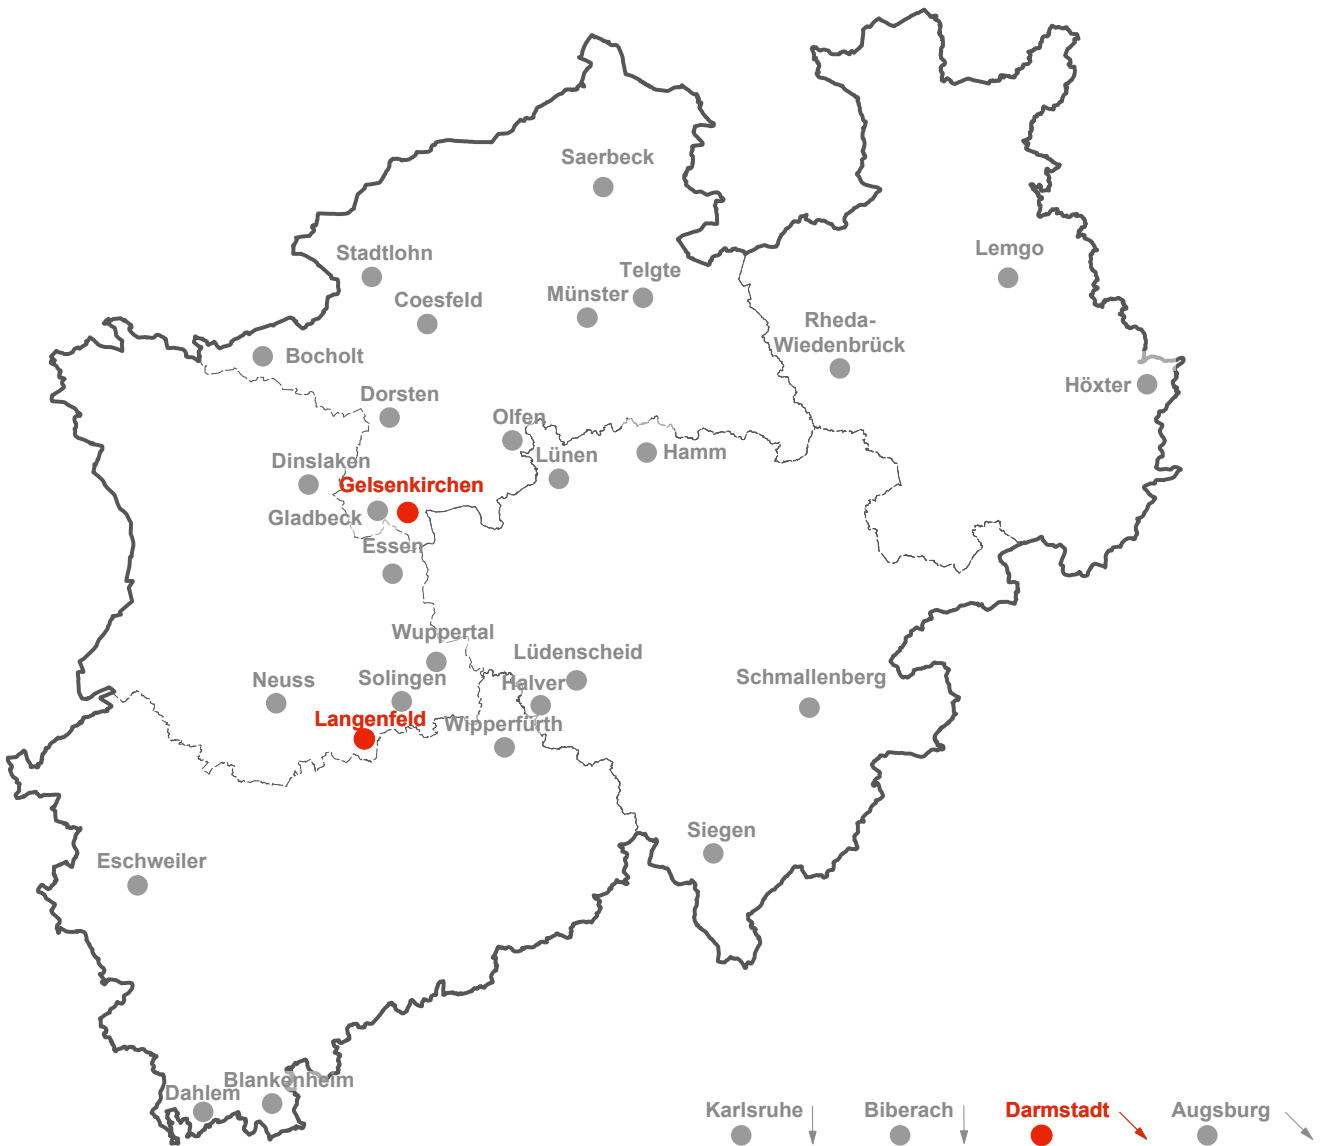 Saerbeck
Stadtlohn
Lemgo
Telgte
Münster
Coesfeld
Rheda-
Wiedenbrück
Bocholt
Höxter
Dorsten
Olfen
Hamm
Lünen
Dinslaken
Gelsenkirchen
Gladbeck
Essen
Wuppertal
Lüdenscheid
Schmallenberg
Solingen
Neuss
Halver
Langenfeld
Wipperfürth
Siegen
Eschweiler
Blankenheim
Dahlem
Karlsruhe
Biberach
Darmstadt
Augsburg